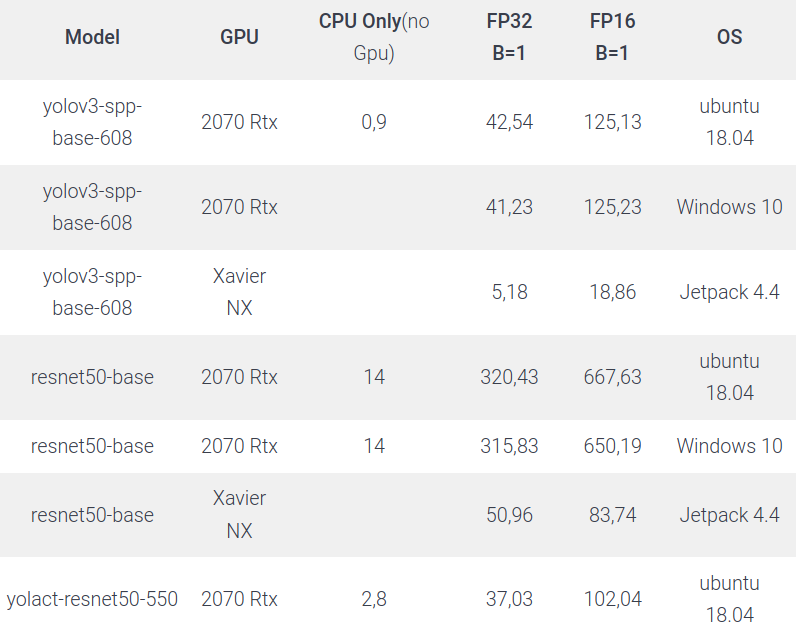 Model GPU CPU Only(no Gpu) FP32 B=1 FP16 B=1 OS
yolov3-spp-base-608 2070 Rtx 0,9 42,54 125,13 ubuntu 18.04
yolov3-spp-base-608 2070 Rtx 41,23 125,23 Windows 10
yolov3-spp-base-608 Xavier NX 5,18 18,86 Jetpack 4.4
resnet50-base 2070 Rtx 14 320,43 667,63 ubuntu 18.04
resnet50-base 2070 Rtx 14 315,83 650,19 Windows 10
resnet50-base Xavier NX 50,96 83,74 Jetpack 4.4
yolact-resnet50-550 2070 Rtx 2,8 37,03 102,04 ubuntu 18.04